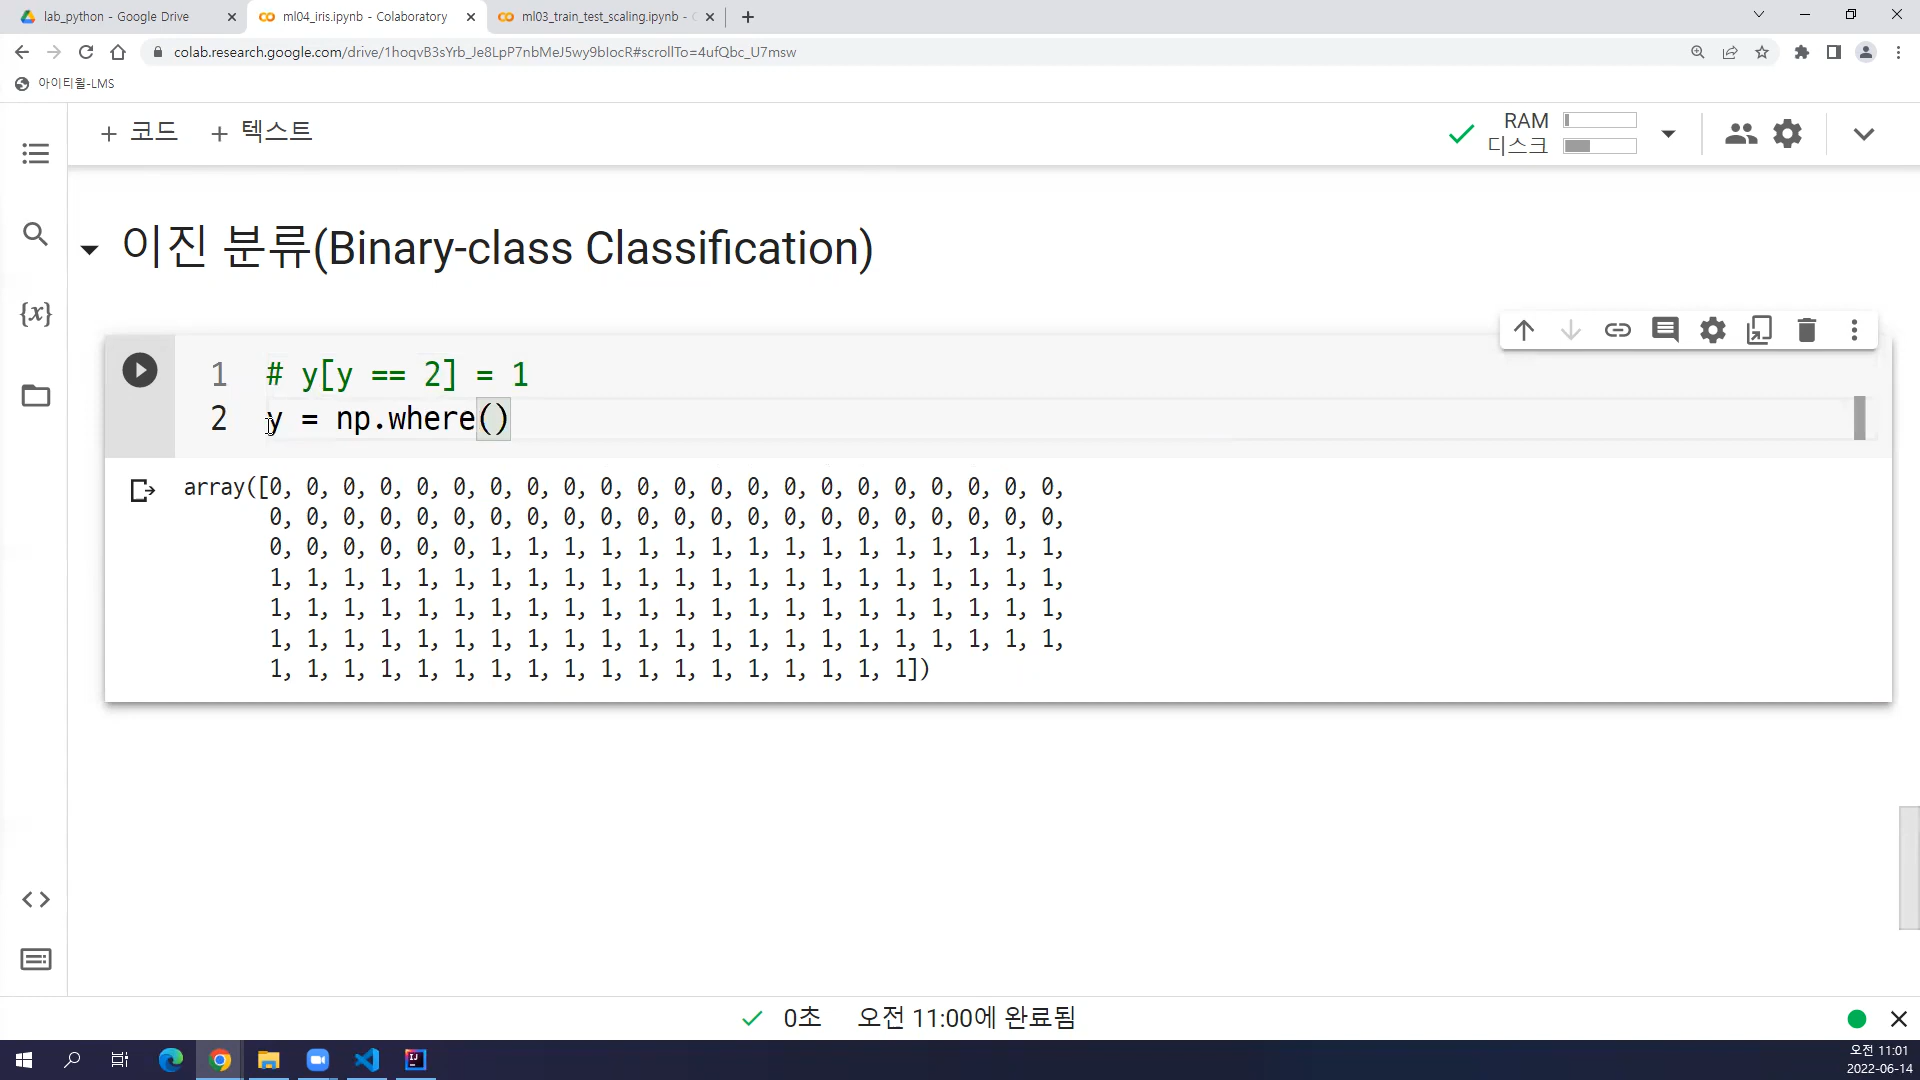 lab_python - Google Drive
ml04_iris.ipynb - Colaboratory
ml03_train_test_scaling.ipynb -
colab.research.google.com/drive/1hoqvB3sYrb_Je8LpP7nbMeJ5wy9bIocR#scrollTo=4ufQbc_U7msw
아이티윌-LMS
+ 코드 + 텍스트
RAM
디스크
이진 분류(Binary-class Classification)
1 # y[y == 2] = 1
2 y = np.where()
array([0, 0, 0, 0, 0, 0, 0, 0, 0, 0, 0, 0, 0, 0, 0, 0, 0, 0, 0, 0, 0, 0,
0, 0, 0, 0, 0, 0, 0, 0, 0, 0, 0, 0, 0, 0, 0, 0, 0, 0, 0, 0, 0, 0,
0, 0, 0, 0, 0, 0, 1, 1, 1, 1, 1, 1, 1, 1, 1, 1, 1, 1, 1, 1, 1, 1,
1, 1, 1, 1, 1, 1, 1, 1, 1, 1, 1, 1, 1, 1, 1, 1, 1, 1, 1, 1, 1, 1,
1, 1, 1, 1, 1, 1, 1, 1, 1, 1, 1, 1, 1, 1, 1, 1, 1, 1, 1, 1, 1, 1,
1, 1, 1, 1, 1, 1, 1, 1, 1, 1, 1, 1, 1, 1, 1, 1, 1, 1, 1, 1, 1, 1,
1, 1, 1, 1, 1, 1, 1, 1, 1, 1, 1, 1, 1, 1, 1, 1, 1, 1])
0초 오전 11:00에 완료됨
오전 11:01
2022-06-14